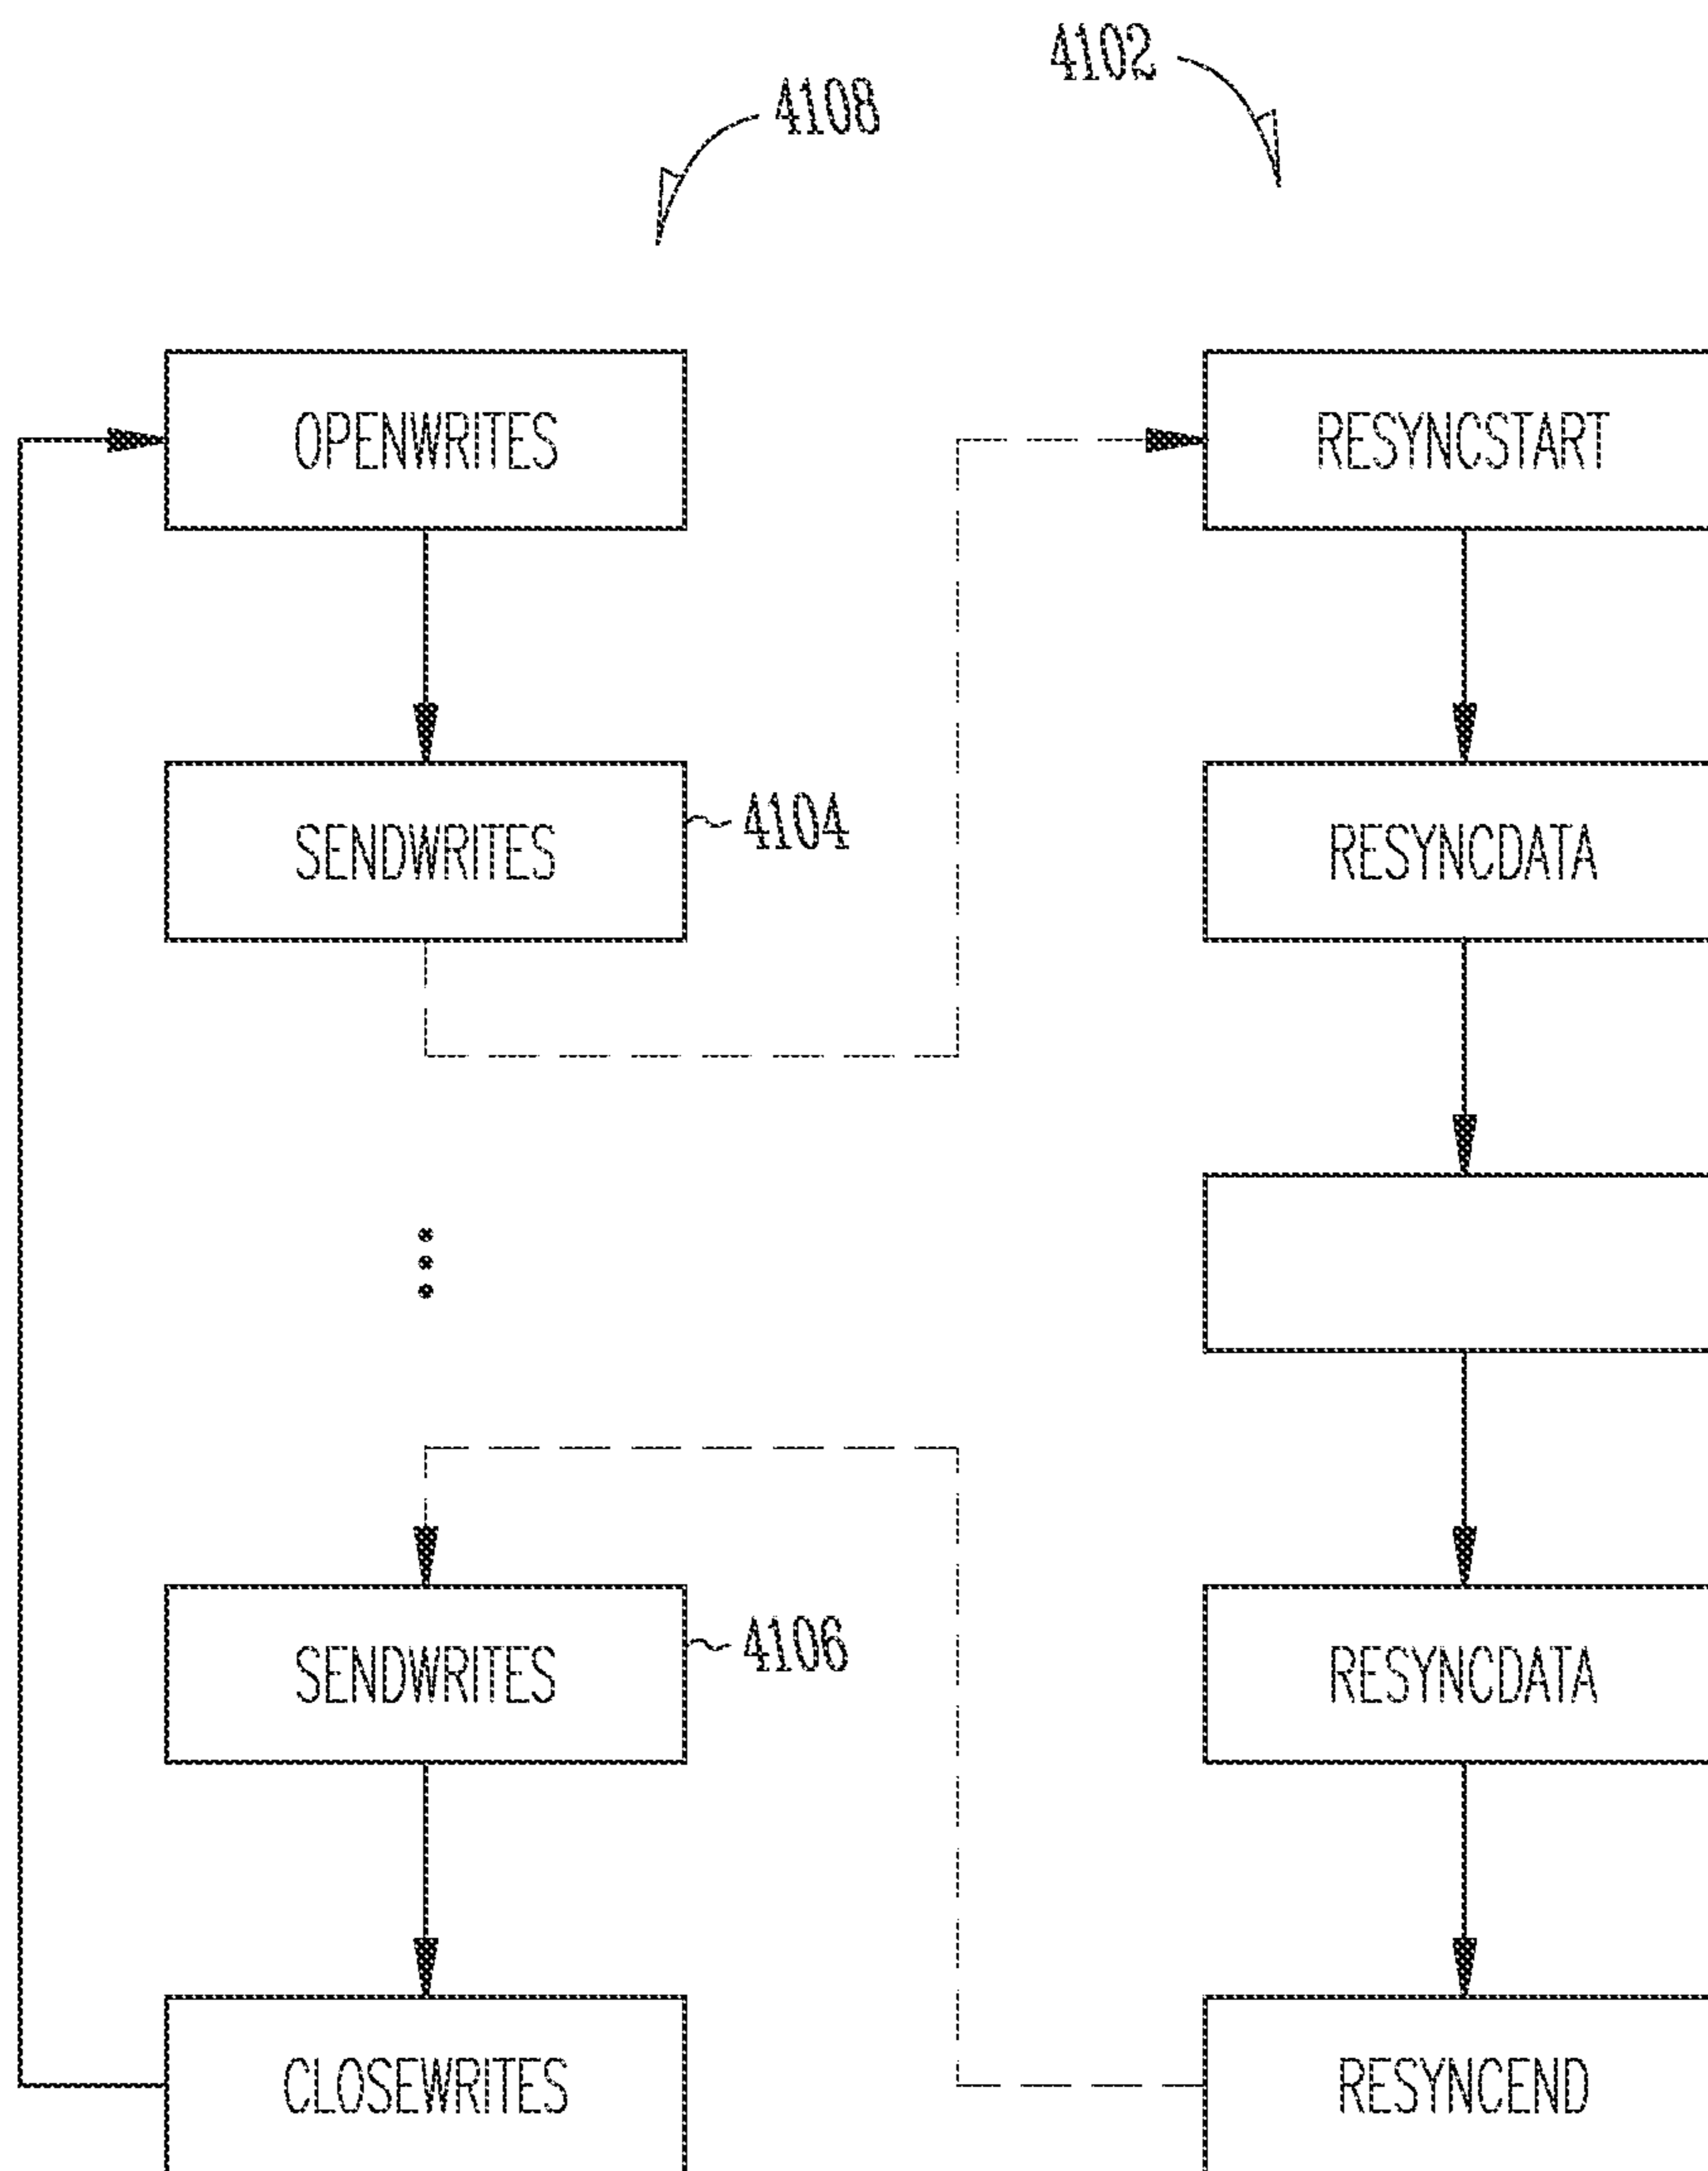 4102
4108
OPENWRITES
RESYNCSTART
SENDWRITES
4104
RESYNCDATA
SENDWRITES
4106
RESYNCDATA
CLOSEWRITES
RESYNCEND